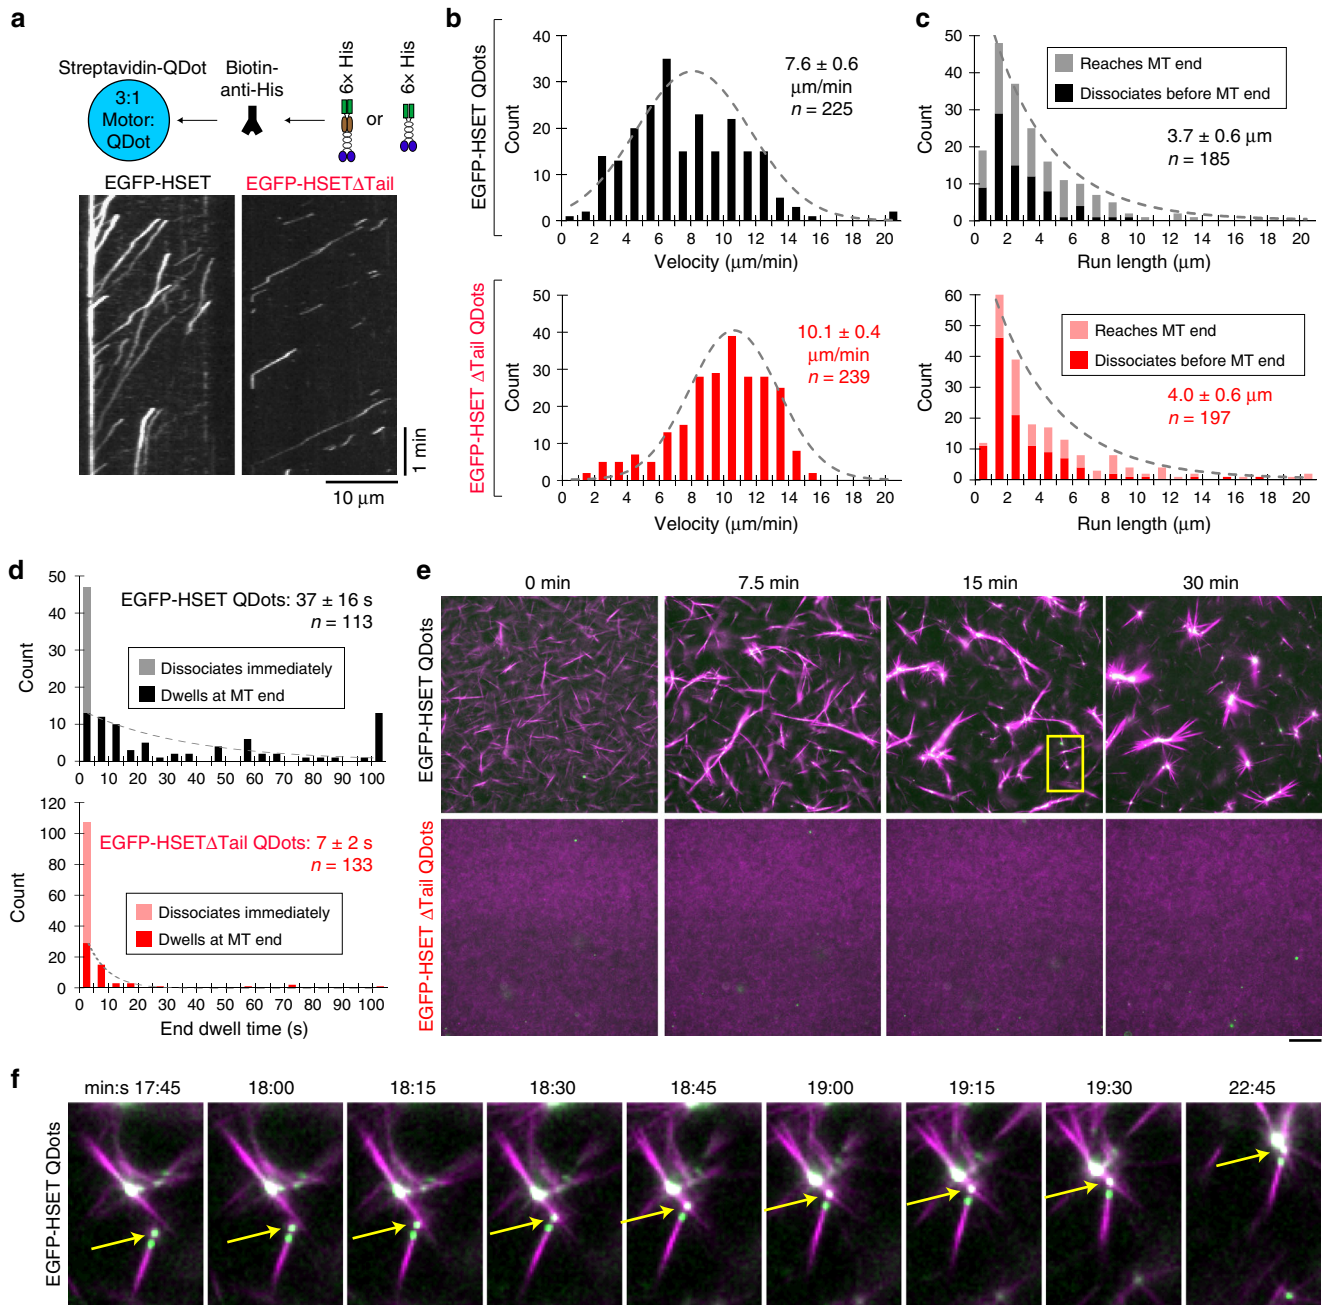 a
Streptavidin-QDot
3:1
Motor:
QDot
Biotin-
anti-His
6× His
or
6× His
EGFP-HSET
EGFP-HSETΔTail
1 min
10 μm
b
EGFP-HSET QDots
Count
40
30
20
10
0
7.6 ± 0.6
μm/min
n = 225
0 2 4 6 8 10 12 14 16 18 20
Velocity (μm/min)
EGFP-HSET ΔTail QDots
Count
50
40
30
20
10
0
10.1 ± 0.4
μm/min
n = 239
0 2 4 6 8 10 12 14 16 18 20
Velocity (μm/min)
c
Count
50
40
30
20
10
0
Reaches MT end
Dissociates before MT end
3.7 ± 0.6 μm
n = 185
0 2 4 6 8 10 12 14 16 18 20
Run length (μm)
Count
60
50
40
30
20
10
0
Reaches MT end
Dissociates before MT end
4.0 ± 0.6 μm
n = 197
0 2 4 6 8 10 12 14 16 18 20
Run length (μm)
d
Count
50
40
30
20
10
0
EGFP-HSET QDots: 37 ± 16 s
n = 113
Dissociates immediately
Dwells at MT end
0 10 20 30 40 50 60 70 80 90 100
Count
120
100
80
60
40
20
0
EGFP-HSETΔTail QDots: 7 ± 2 s
n = 133
Dissociates immediately
Dwells at MT end
0 10 20 30 40 50 60 70 80 90 100
End dwell time (s)
e
0 min 7.5 min 15 min 30 min
EGFP-HSET QDots
EGFP-HSET ΔTail QDots
f
min:s 17:45 18:00 18:15 18:30 18:45 19:00 19:15 19:30 22:45
EGFP-HSET QDots